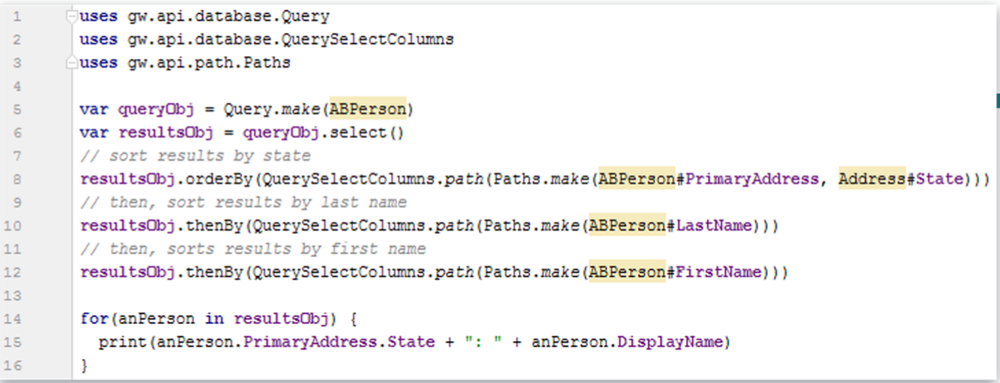 1 uses gw.api.database.Query
2 uses gw.api.database.QuerySelectColumns
3 uses gw.api.path.Paths
4
5 var queryObj = Query.make(ABPerson)
6 var resultsObj = queryObj.select()
7 // sort results by state
8 resultsObj.orderBy(QuerySelectColumns.path(Paths.make(ABPerson#PrimaryAddress, Address#State)))
9 // then, sort results by last name
10 resultsObj.thenBy(QuerySelectColumns.path(Paths.make(ABPerson#LastName)))
11 // then, sorts results by first name
12 resultsObj.thenBy(QuerySelectColumns.path(Paths.make(ABPerson#FirstName)))
13
14 for(anPerson in resultsObj) {
15 print(anPerson.PrimaryAddress.State + ": " + anPerson.DisplayName)
16 }